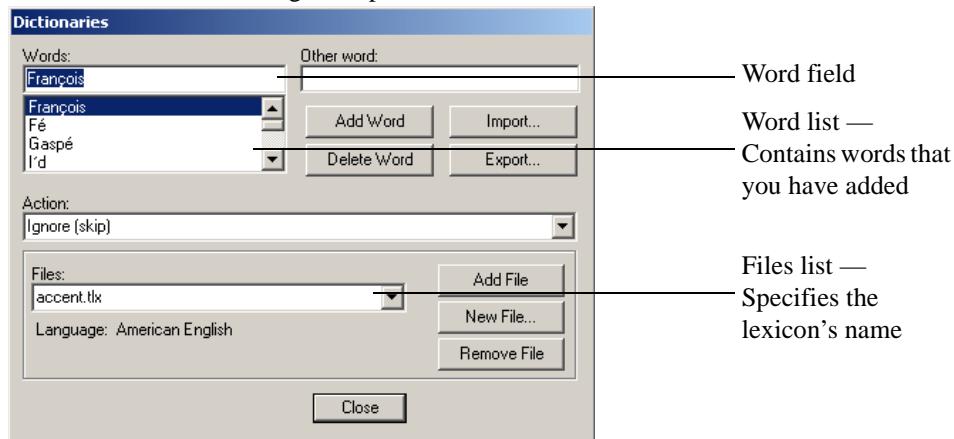 Dictionaries
Words:
François
François
Fé
Gaspé
I'd
Other word:
Add Word
Import...
Delete Word
Export...
Action:
Ignore (skip)
Files:
accent.tlx
Language: American English
Add File
New File...
Remove File
Close
Word field
Word list —
Contains words that
you have added
Files list —
Specifies the
lexicon’s name